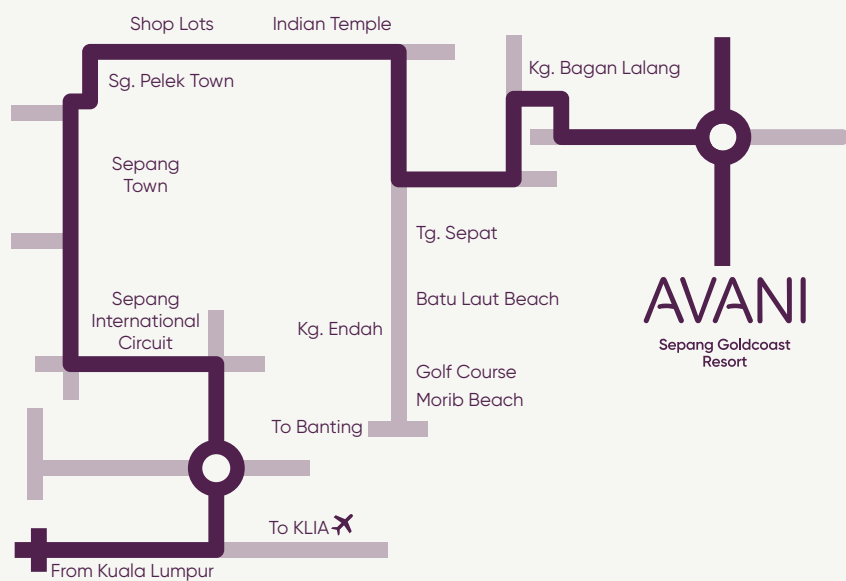 Shop Lots
Indian Temple
Kg. Bagan Lalang
Sg. Pelek Town
Sepang
Town
Tg. Sepat
Sepang
International
Circuit
Batu Laut Beach
Kg. Endah
AVANI
Sepang Goldcoast
Resort
Golf Course
Morib Beach
To Banting
To KLIA
From Kuala Lumpur